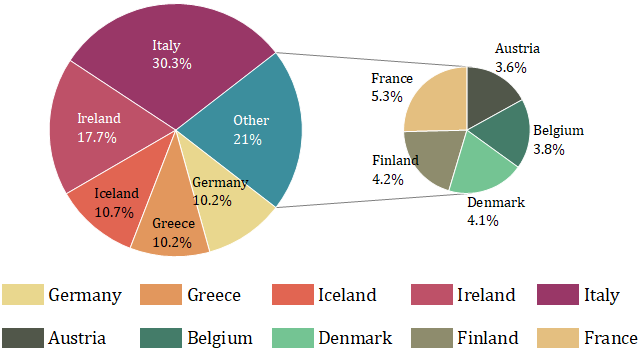 Italy
30.3%
Ireland
17.7%
Iceland
10.7%
Greece
10.2%
Germany
10.2%
Other
21%
Austria
3.6%
Belgium
3.8%
Denmark
4.1%
Finland
4.2%
France
5.3%
Germany Greece Iceland Ireland Italy
Austria Belgium Denmark Finland France